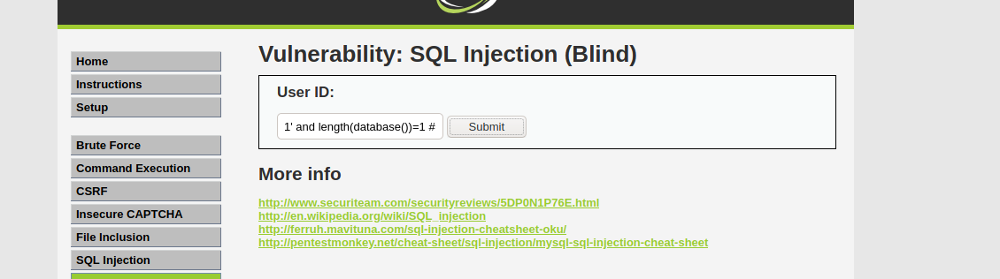 Vulnerability: SQL Injection (Blind)
Home
Instructions
Setup
Brute Force
Command Execution
CSRF
Insecure CAPTCHA
File Inclusion
SQL Injection
User ID:
1' and length(database())=1 #
Submit
More info
http://www.securiteam.com/securityreviews/5DP0N1P76E.html
http://en.wikipedia.org/wiki/SQL_injection
http://ferruh.mavituna.com/sql-injection-cheatsheet-oku/
http://pentestmonkey.net/cheat-sheet/sql-injection/mysql-sql-injection-cheat-sheet